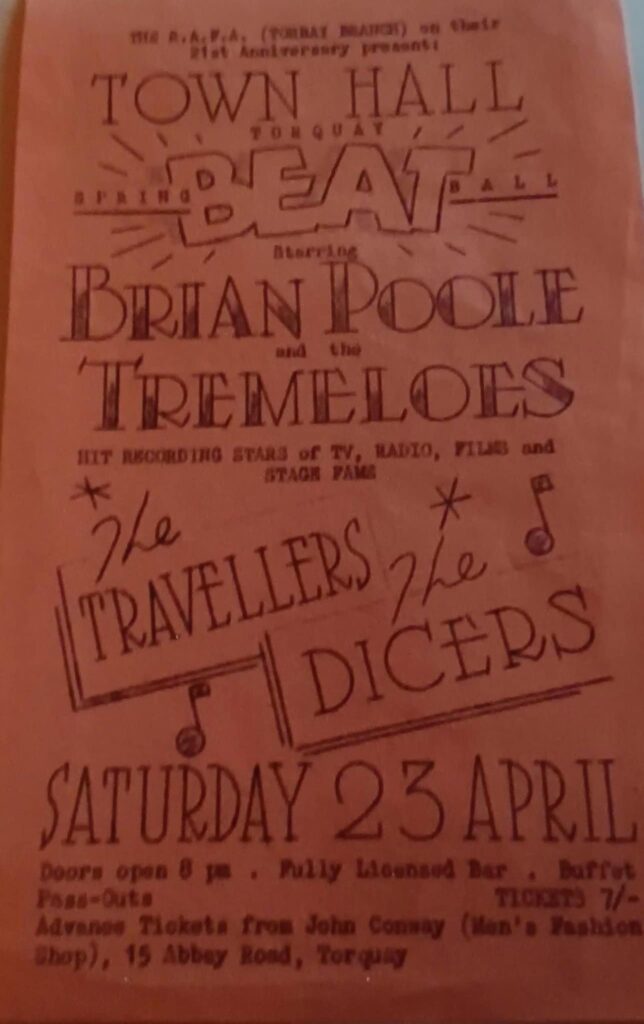 THE R.A.F.A. (TORBAY BRANCH) on their
21st Anniversary present:
TOWN HALL
TORQUAY
SPRING BEAT BALL
Starring
BRIAN POOLE
and the
TREMELOES
HIT RECORDING STARS of TV, RADIO, FILMS and
STAGE FAME
The
TRAVELLERS
The
DICERS
SATURDAY 23 APRIL
Doors open 8 pm . Fully Licensed Bar . Buffet
Pass-Outs TICKETS 7/-
Advance Tickets from John Conway (Men's Fashion
Shop), 15 Abbey Road, Torquay